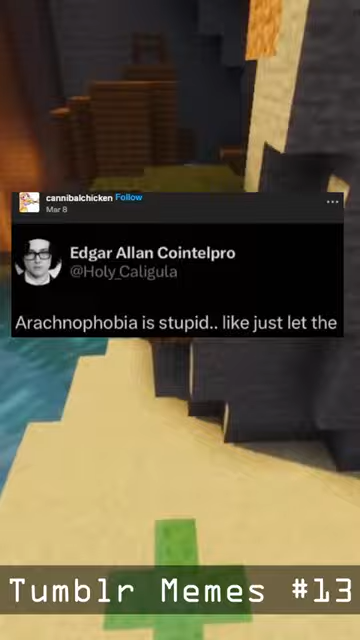 cannibalchicken Follow
Mar 8
Edgar Allan Cointelpro
@Holy_Caligula
Arachnophobia is stupid.. like just let the
Tumblr Memes #13